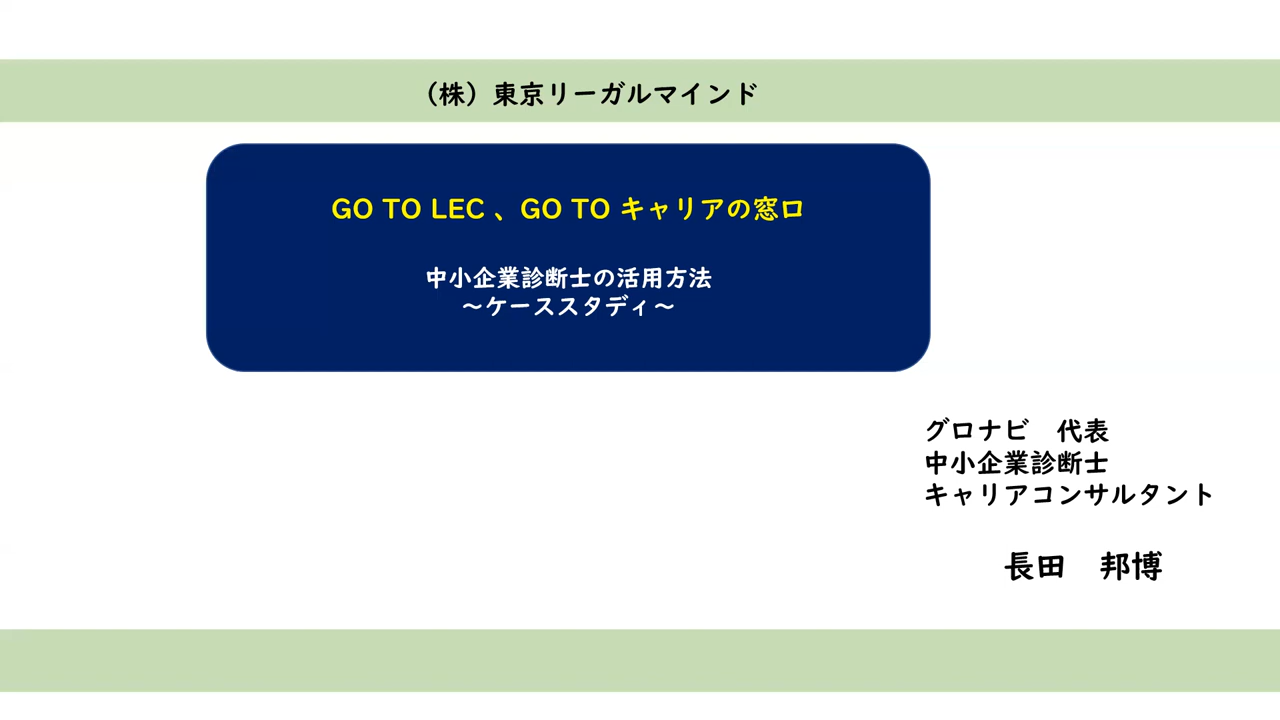 （株）東京リーガルマインド
GO TO LEC 、GO TO キャリアの窓口
中小企業診断士の活用方法
～ケーススタディ～
グロナビ　代表
中小企業診断士
キャリアコンサルタント
長田　邦博